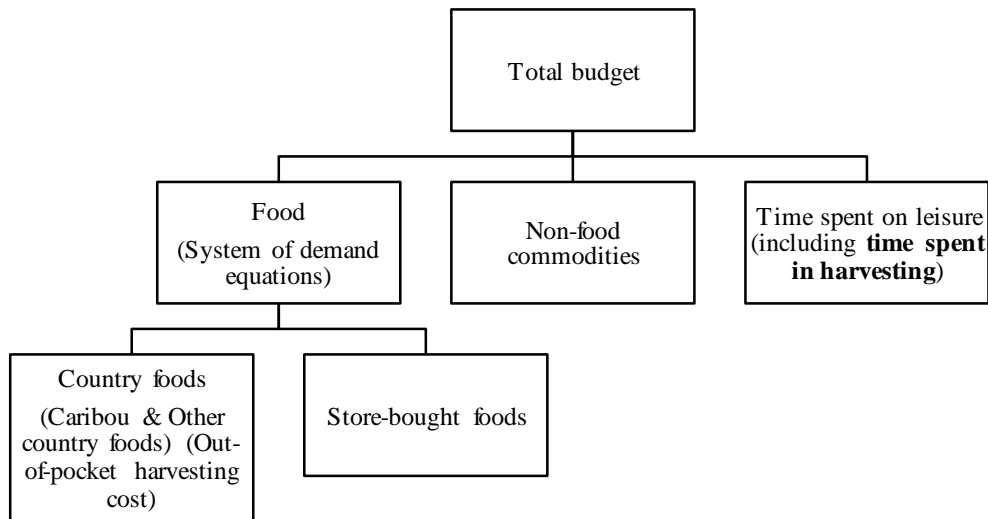 Total budget
Food
(System of demand
equations)
Non-food
commodities
Time spent on leisure
(including time spent
in harvesting)
Country foods
(Caribou & Other
country foods) (Out-
of-pocket harvesting
cost)
Store-bought foods